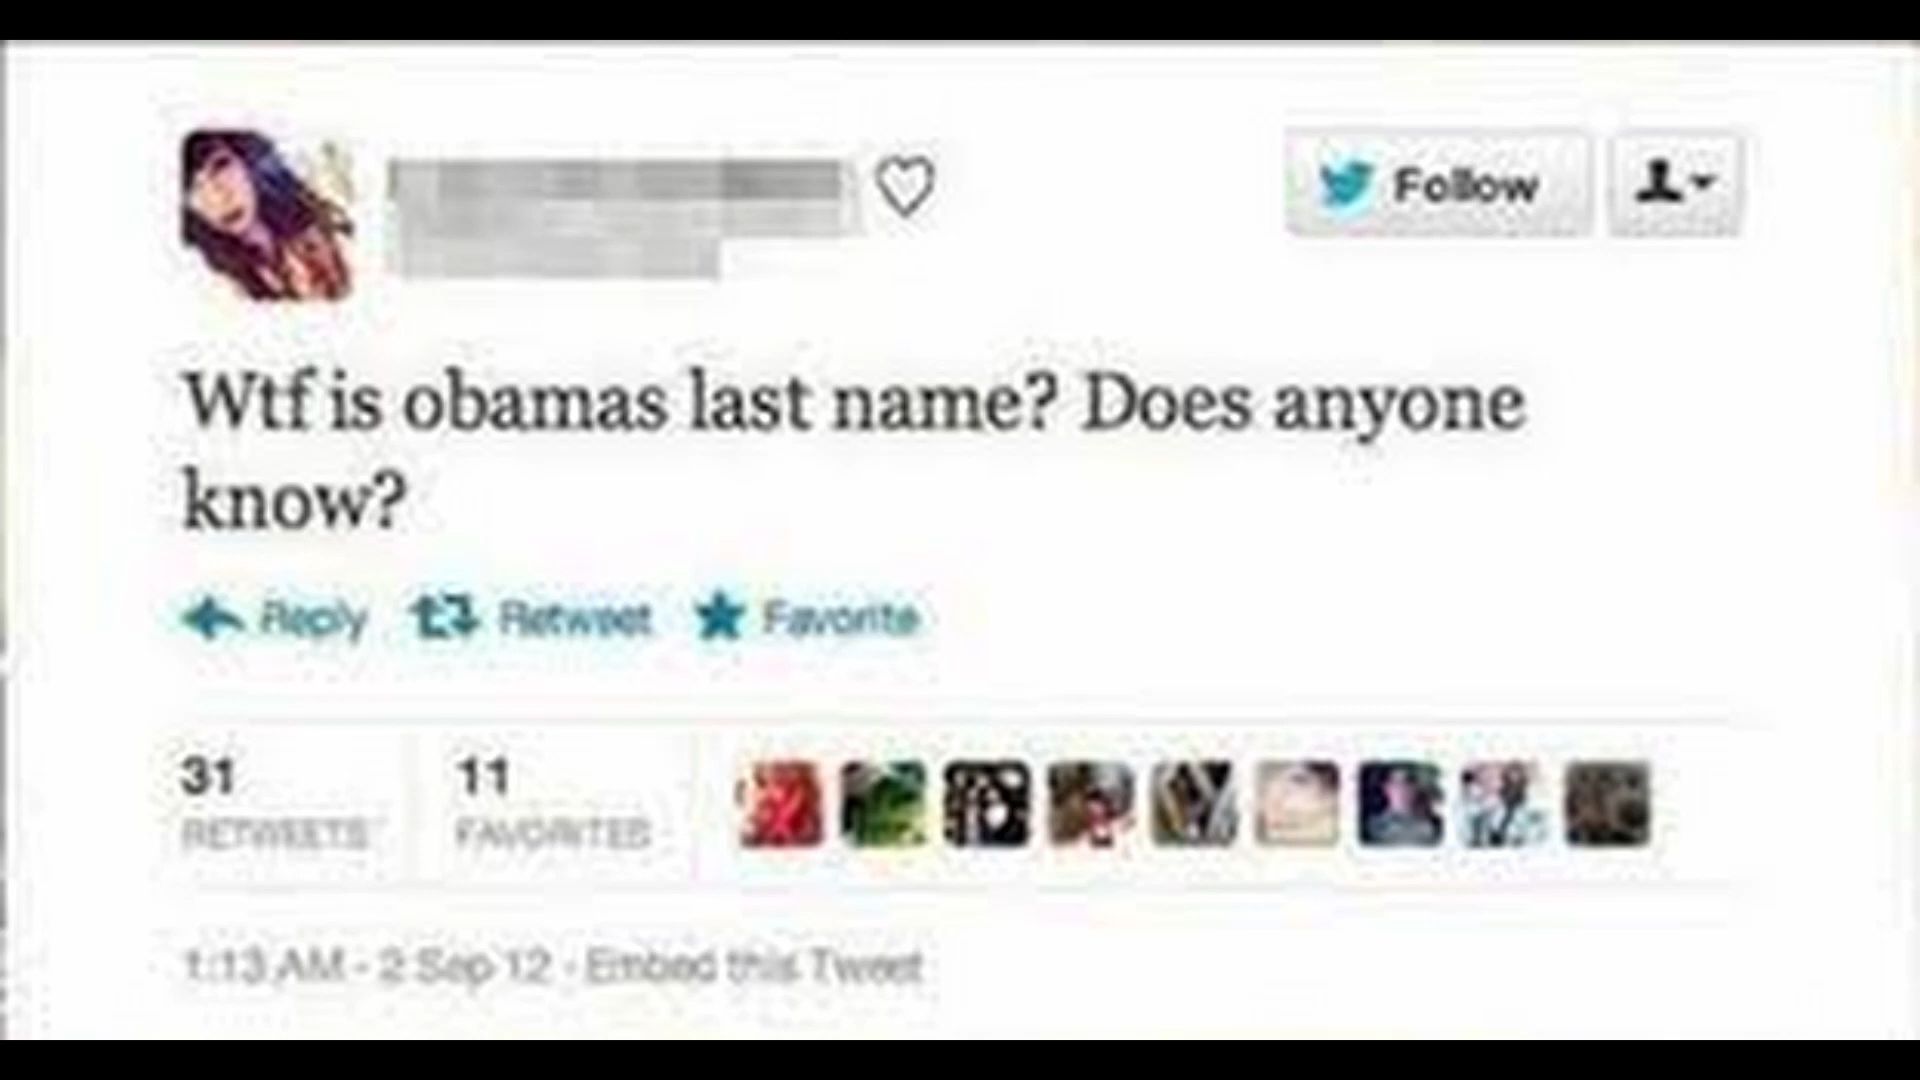 Follow
Wtf is obamas last name? Does anyone
know?
Reply Retweet Favorite
31 11
RETWEETS FAVORITES
1:13 AM - 2 Sep 12 · Embed this Tweet